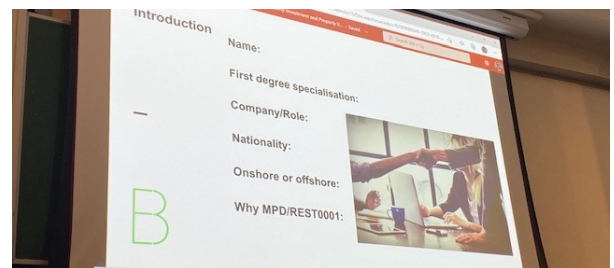 Introduction
Name:
First degree specialisation:
Company/Role:
Nationality:
Onshore or offshore:
Why MPD/REST0001:
B